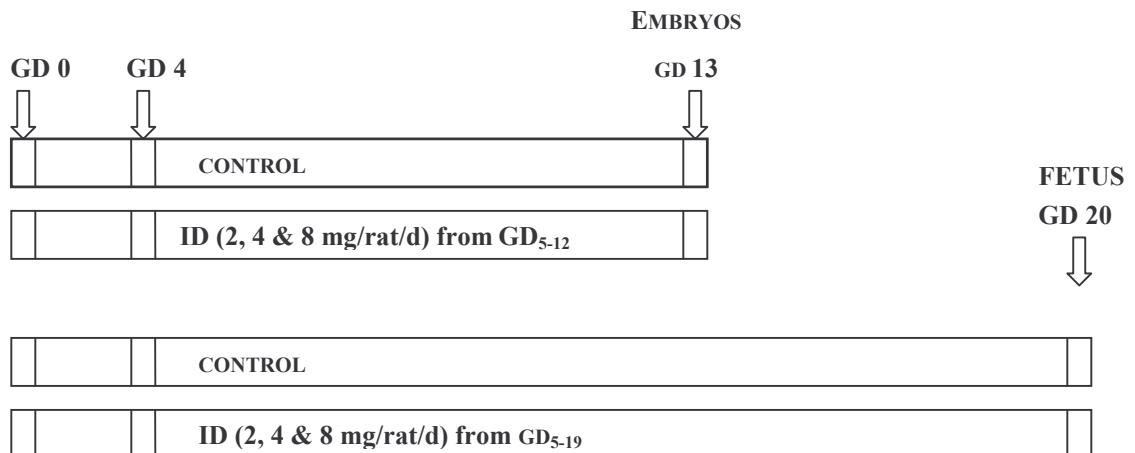 EMBRYOS
GD 0 GD 4 GD 13
CONTROL
FETUS
ID (2, 4 & 8 mg/rat/d) from GD5-12
GD 20
CONTROL
ID (2, 4 & 8 mg/rat/d) from GD5-19